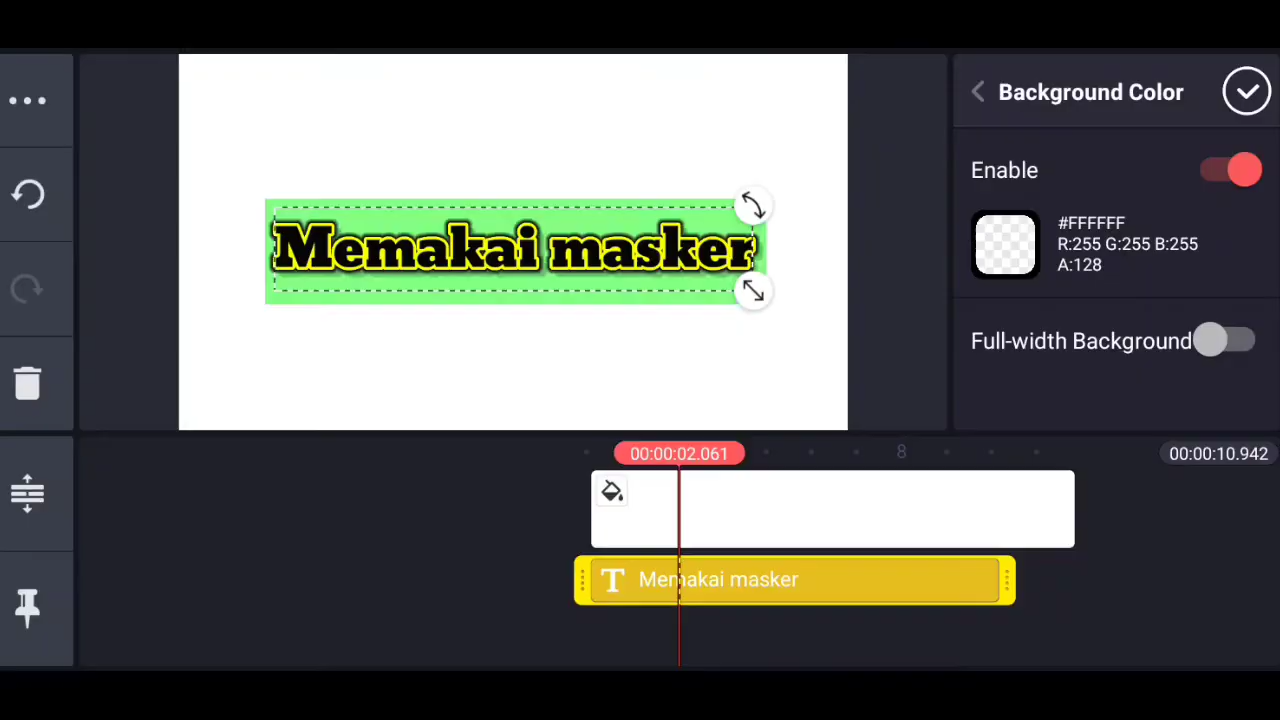 Background Color
Enable
#FFFFFF
R:255 G:255 B:255
A:128
Full-width Background
Memakai masker
00:00:02.061
8
00:00:10.942
T Memakai masker